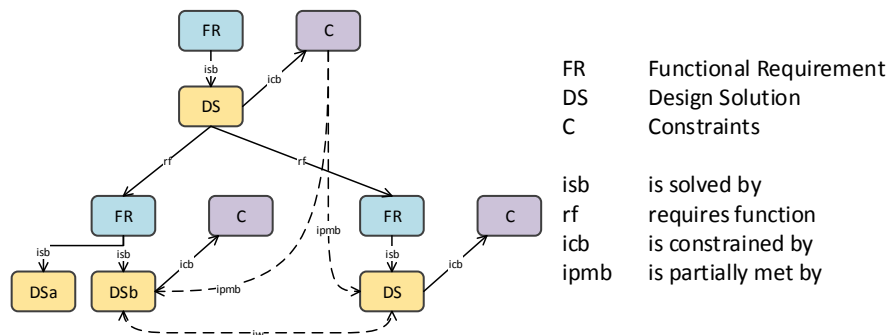 FR
C
isb
icb
DS
rf
rf
FR
C
FR
C
isb
isb
icb
ipmb
isb
icb
DSa
DSb
ipmb
DS
FR Functional Requirement
DS Design Solution
C Constraints
isb is solved by
rf requires function
icb is constrained by
ipmb is partially met by